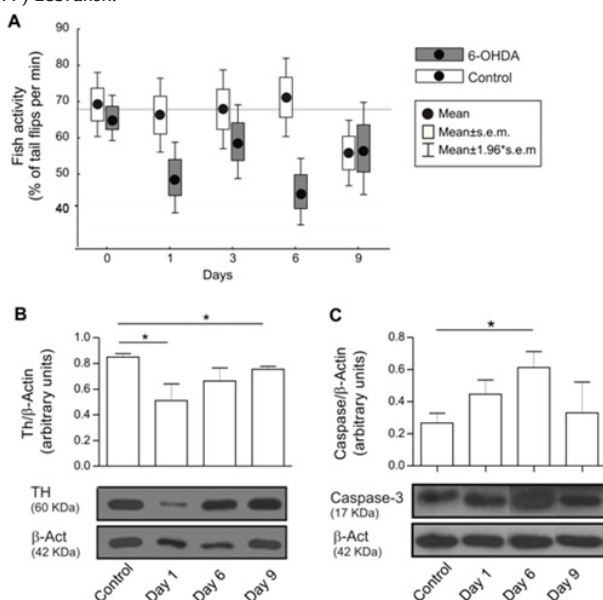 zebrafish.
A
90
80
70
60
50
40
Fish activity
(% of tail flips per min)
0 1 3 6 9
Days
6-OHDA
Control
Mean
Mean±s.e.m.
Mean±1.96*s.e.m
B
*
*
1.0
0.8
0.6
0.4
0.2
0.0
Th/β-Actin
(arbitrary units)
TH
(60 KDa)
β-Act
(42 KDa)
Control Day 1 Day 6 Day 9
C
*
0.8
0.6
0.4
0.2
0.0
Caspase/β-Actin
(arbitrary units)
Caspase-3
(17 KDa)
β-Act
(42 KDa)
Control Day 1 Day 6 Day 9